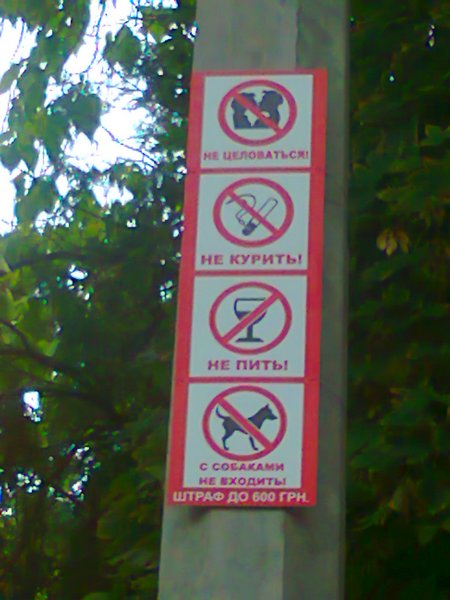 НЕ ЦЕЛОВАТЬСЯ!
НЕ КУРИТЬ!
НЕ ПИТЬ!
С СОБАКАМИ
НЕ ВХОДИТЬ!
ШТРАФ ДО 600 ГРН.